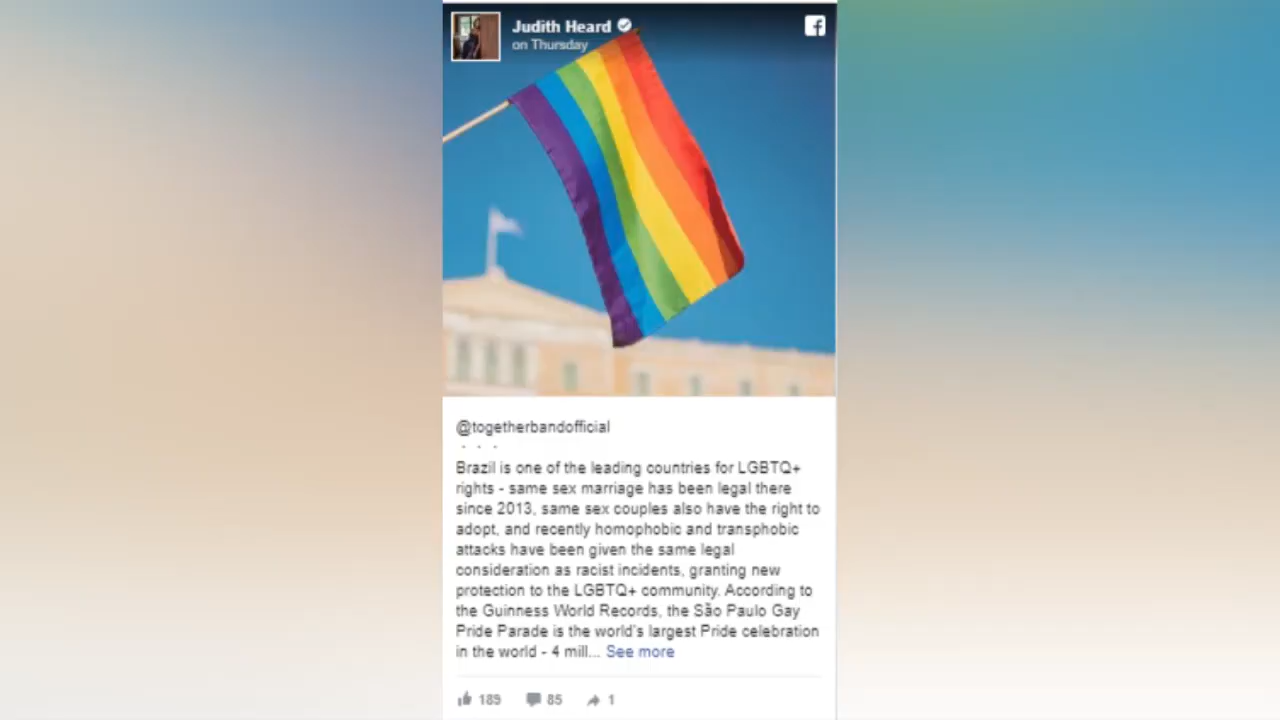 Judith Heard
on Thursday
@togetherbandofficial
. . .
Brazil is one of the leading countries for LGBTQ+
rights - same sex marriage has been legal there
since 2013, same sex couples also have the right to
adopt, and recently homophobic and transphobic
attacks have been given the same legal
consideration as racist incidents, granting new
protection to the LGBTQ+ community. According to
the Guinness World Records, the São Paulo Gay
Pride Parade is the world's largest Pride celebration
in the world - 4 mill... See more
189 85 1